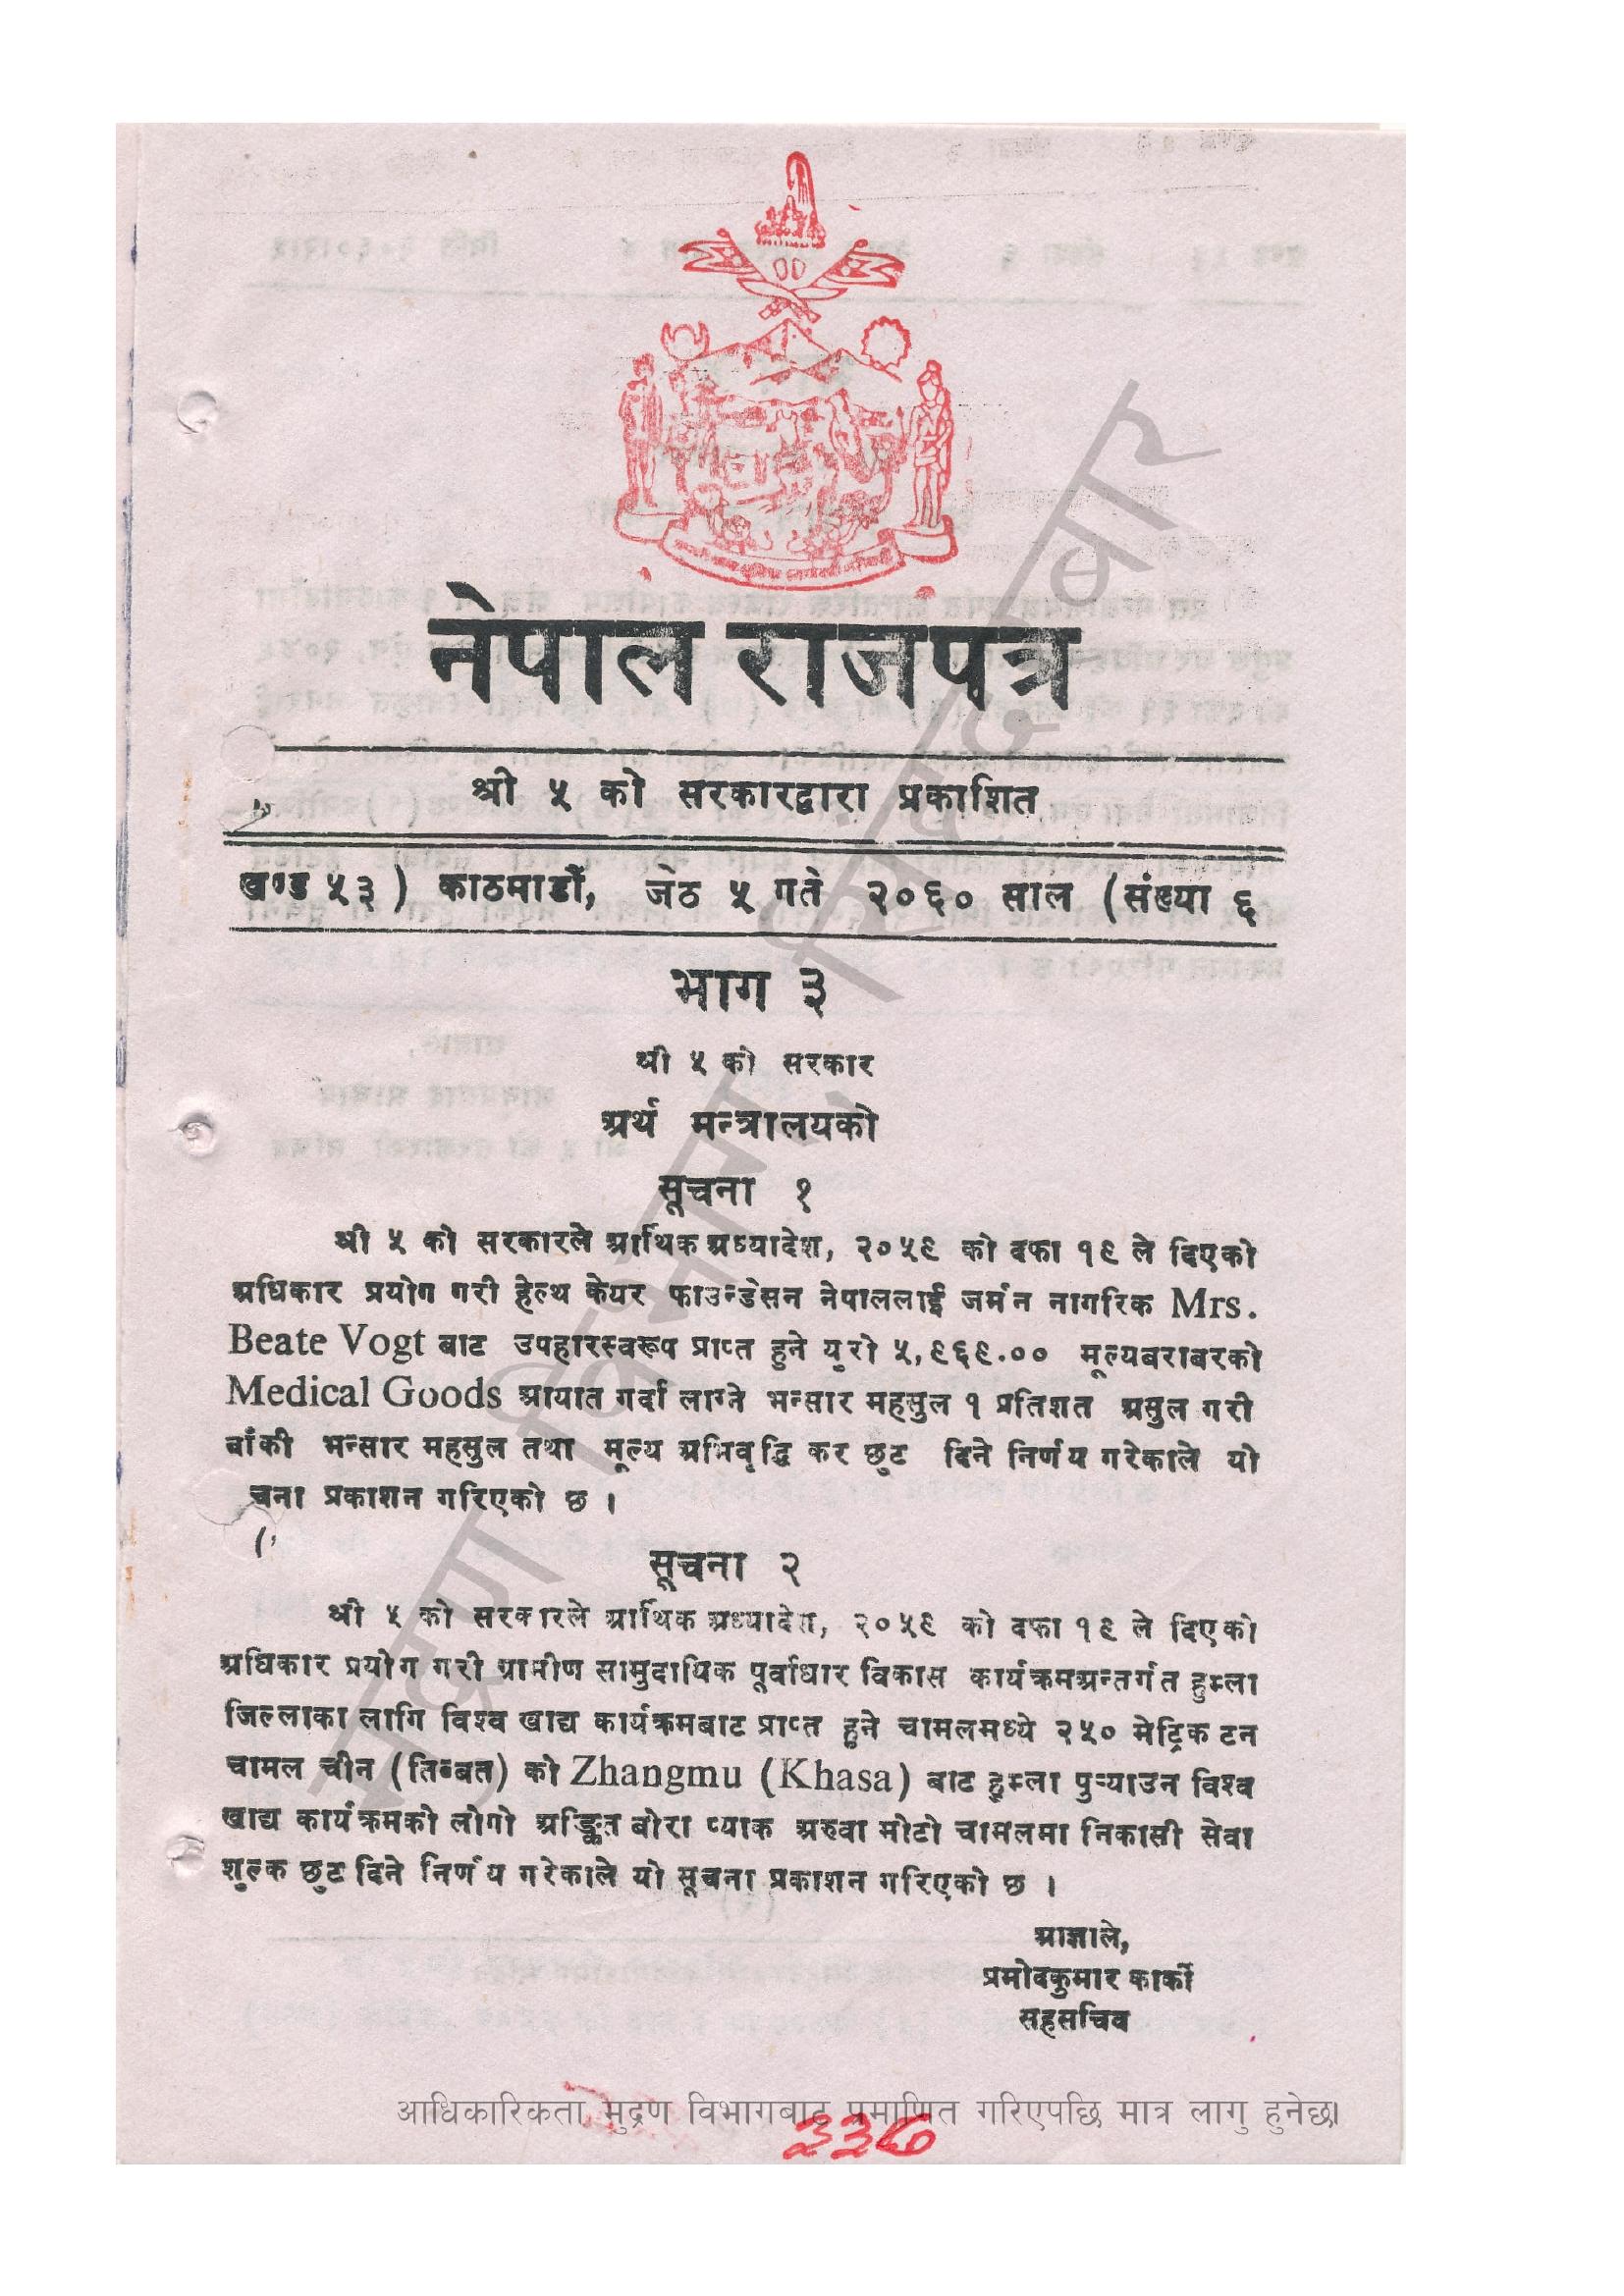 नेपाल राजपत्र
श्री ५ को सरकारद्वारा प्रकाशित
खण्ड ५३) काठमाडौं, जेठ ५ गते २०६० साल (संख्या ६
भाग ३
श्री ५ को सरकार
अर्थ मन्त्रालयको
सूचना १
श्री ५ को सरकारले आर्थिक अध्यादेश, २०५९ को दफा १९ ले दिएको
अधिकार प्रयोग गरी हेल्थ केयर फाउन्डेसन नेपाललाई जर्मन नागरिक Mrs.
Beate Vogt बाट उपहारस्वरूप प्राप्त हुने युरो ५,९६९.०० मूल्यबराबरको
Medical Goods आयात गर्दा लाग्ने भन्सार महसुल १ प्रतिशत असुल गरी
बाँकी भन्सार महसुल तथा मूल्य अभिवृद्धि कर छुट दिने निर्णय गरेकाले यो
चना प्रकाशन गरिएको छ ।
सूचना २
श्री ५ को सरकारले आर्थिक अध्यादेश, २०५९ को दफा १९ ले दिएको
अधिकार प्रयोग गरी ग्रामीण सामुदायिक पूर्वाधार विकास कार्यक्रमअन्तर्गत हुम्ला
जिल्लाका लागि विश्व खाद्य कार्यक्रमबाट प्राप्त हुने चामलमध्ये २५० मेट्रिक टन
चामल चीन (तिब्बत) को Zhangmu (Khasa) बाट हुम्ला पुऱ्याउन विश्व
खाद्य कार्यक्रमको लोगो अङ्कित बोरा प्याक अरुवा मोटो चामलमा निकासी सेवा
शुल्क छुट दिने निर्णय गरेकाले यो सूचना प्रकाशन गरिएको छ ।
आज्ञाले,
प्रमोदकुमार कार्की
सहसचिव
आधिकारिकता मुद्रण विभागबाट प्रमाणित गरिएपछि मात्र लागु हुनेछ।
मुद्रण विभाग, सिंहदरबार